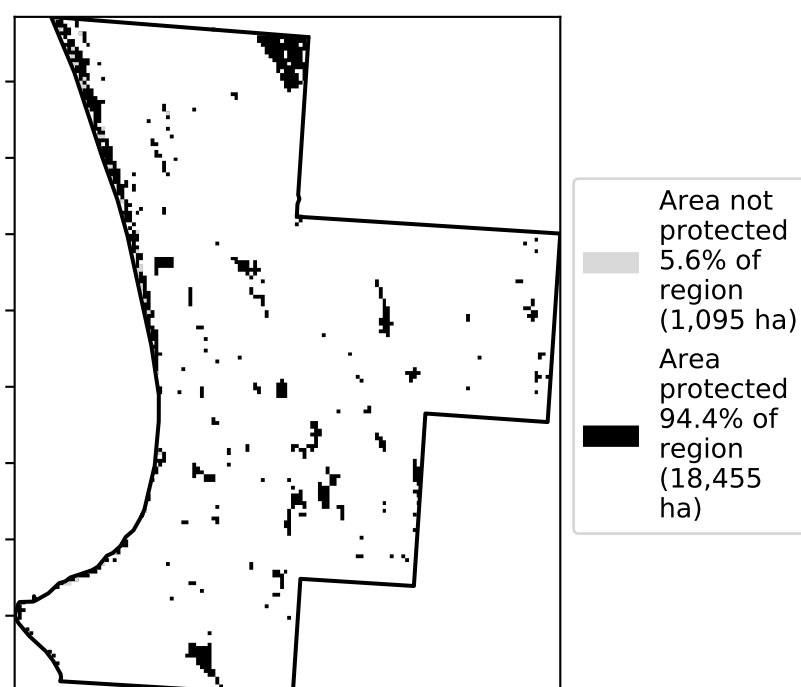 Area not
protected
5.6% of
region
(1,095 ha)
Area
protected
94.4% of
region
(18,455
ha)